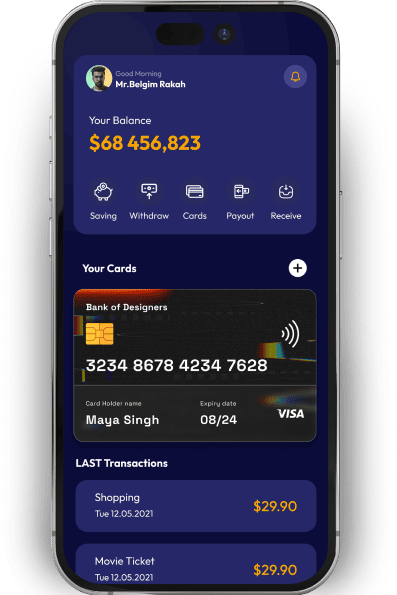 Good Morning
Mr.Belgim Rakah
Your Balance
$68 456,823
Saving Withdraw Cards Payout Receive
Your Cards
Bank of Designers
3234 8678 4234 7628
Card Holder name Expiry date
Maya Singh 08/24
VISA
LAST Transactions
Shopping
Tue 12.05.2021
$29.90
Movie Ticket
Tue 12.05.2021
$29.90